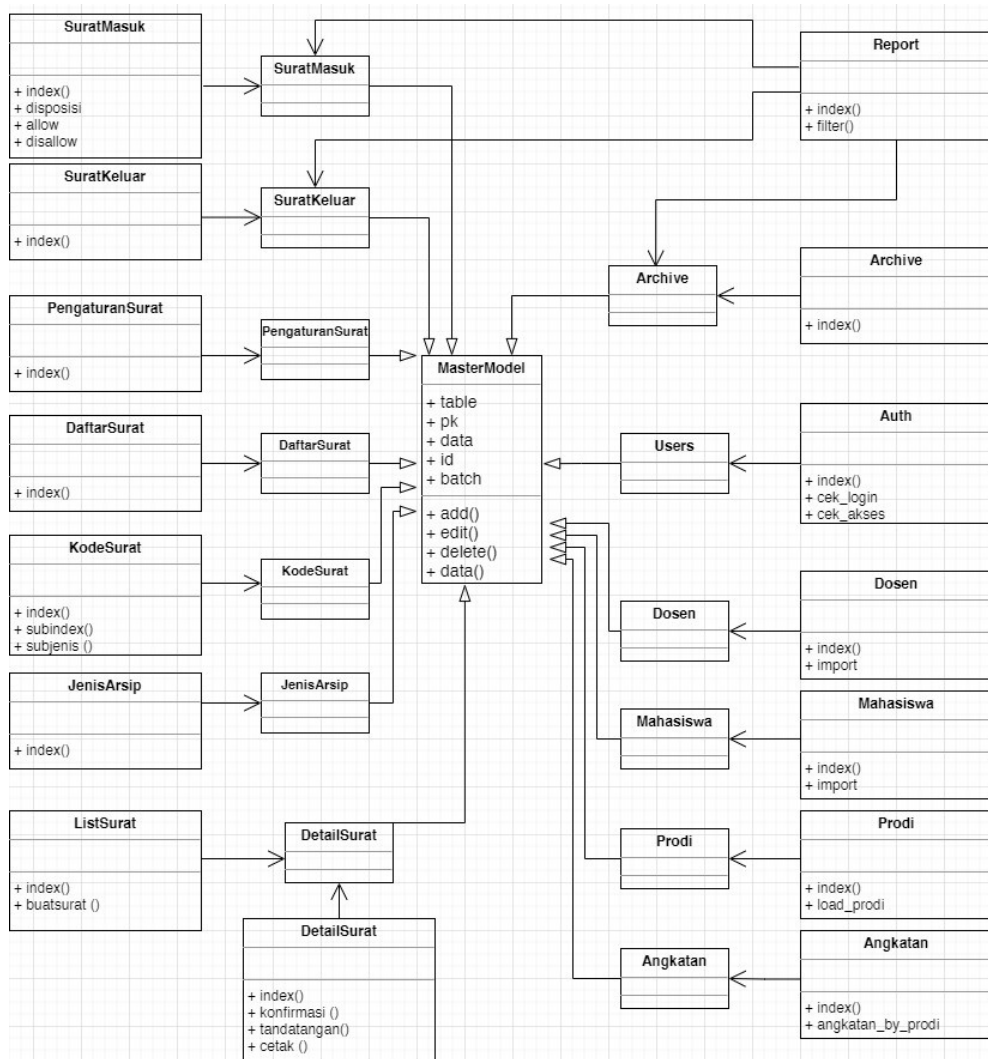 SuratMasuk
+ index()
+ disposisi
+ allow
+ disallow
SuratMasuk
Report
+ index()
+ filter()
SuratKeluar
+ index()
SuratKeluar
Archive
Archive
+ index()
PengaturanSurat
+ index()
PengaturanSurat
MasterModel
+ table
+ pk
+ data
+ id
+ batch
+ add()
+ edit()
+ delete()
+ data()
DaftarSurat
+ index()
DaftarSurat
Users
Auth
+ index()
+ cek_login
+ cek_akses
KodeSurat
+ index()
+ subindex()
+ subjenis ()
KodeSurat
Dosen
Dosen
+ index()
+ import
JenisArsip
+ index()
JenisArsip
Mahasiswa
Mahasiswa
+ index()
+ import
ListSurat
+ index()
+ buatsurat ()
DetailSurat
Prodi
Prodi
+ index()
+ load_prodi
DetailSurat
+ index()
+ konfirmasi ()
+ tandatangan()
+ cetak ()
Angkatan
Angkatan
+ index()
+ angkatan_by_prodi